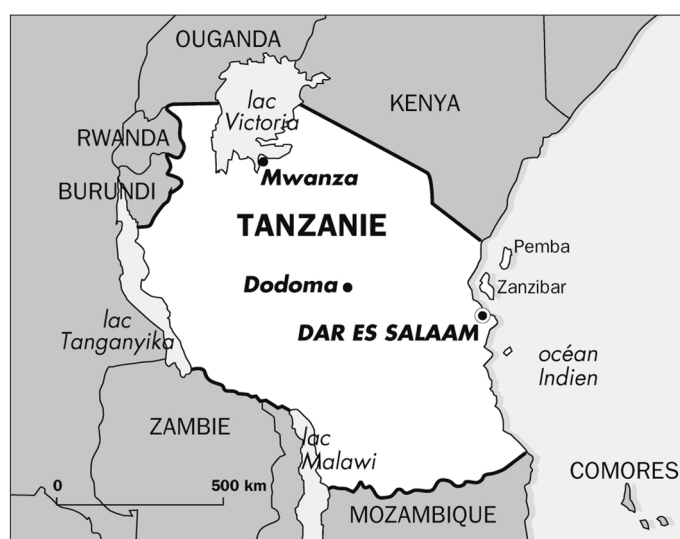 OUGANDA
lac
Victoria
KENYA
RWANDA
BURUNDI
Mwanza
TANZANIE
Pemba
Dodoma
Zanzibar
lac
Tanganyika
DAR ES SALAAM
océan
Indien
ZAMBIE
lac
Malawi
COMORES
0 500 km
MOZAMBIQUE